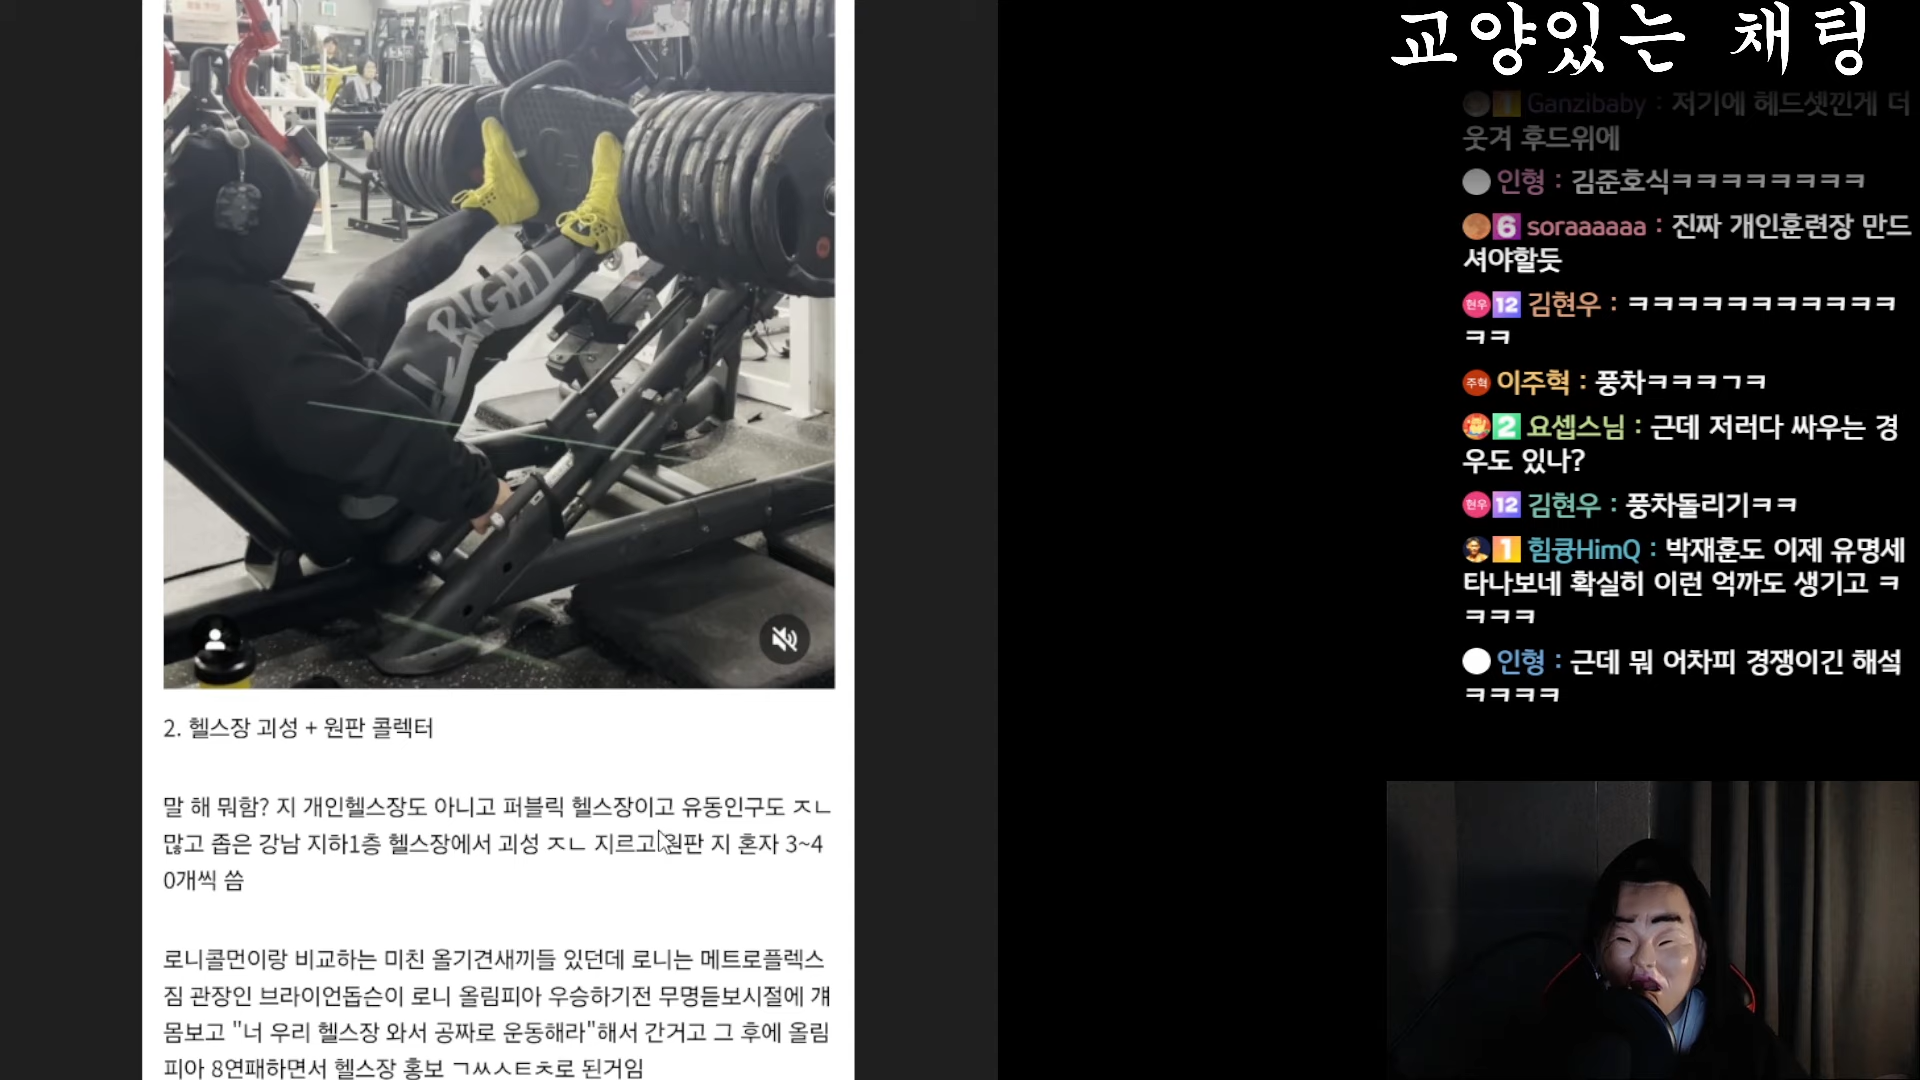 교양있는 채팅
1 Ganzibaby : 저기에 헤드셋낀게 더
웃겨 후드위에
인형 : 김준호식ㅋㅋㅋㅋㅋㅋㅋㅋ
6 soraaaaaa : 진짜 개인훈련장 만드
셔야할듯
현우 12 김현우 : ㅋㅋㅋㅋㅋㅋㅋㅋㅋㅋㅋ
ㅋㅋ
주혁 이주혁 : 풍차ㅋㅋㅋㄱㅋ
2 요셉스님 : 근데 저러다 싸우는 경
우도 있나?
현우 12 김현우 : 풍차돌리기ㅋㅋ
1 힘큥HimQ : 박재훈도 이제 유명세
타나보네 확실히 이런 억까도 생기고 ㅋ
ㅋㅋㅋ
인형 : 근데 뭐 어차피 경쟁이긴 해섴
ㅋㅋㅋㅋ
RIGHT
2. 헬스장 괴성 + 원판 콜렉터
말 해 뭐함? 지 개인헬스장도 아니고 퍼블릭 헬스장이고 유동인구도 ㅈㄴ
많고 좁은 강남 지하1층 헬스장에서 괴성 ㅈㄴ 지르고 원판 지 혼자 3~4
0개씩 씀
로니콜먼이랑 비교하는 미친 올기견새끼들 있던데 로니는 메트로플렉스
짐 관장인 브라이언돕슨이 로니 올림피아 우승하기전 무명듣보시절에 걔
몸보고 "너 우리 헬스장 와서 공짜로 운동해라"해서 간거고 그 후에 올림
피아 8연패하면서 헬스장 홍보 ㄱㅆㅅㅌㅊ로 된거임